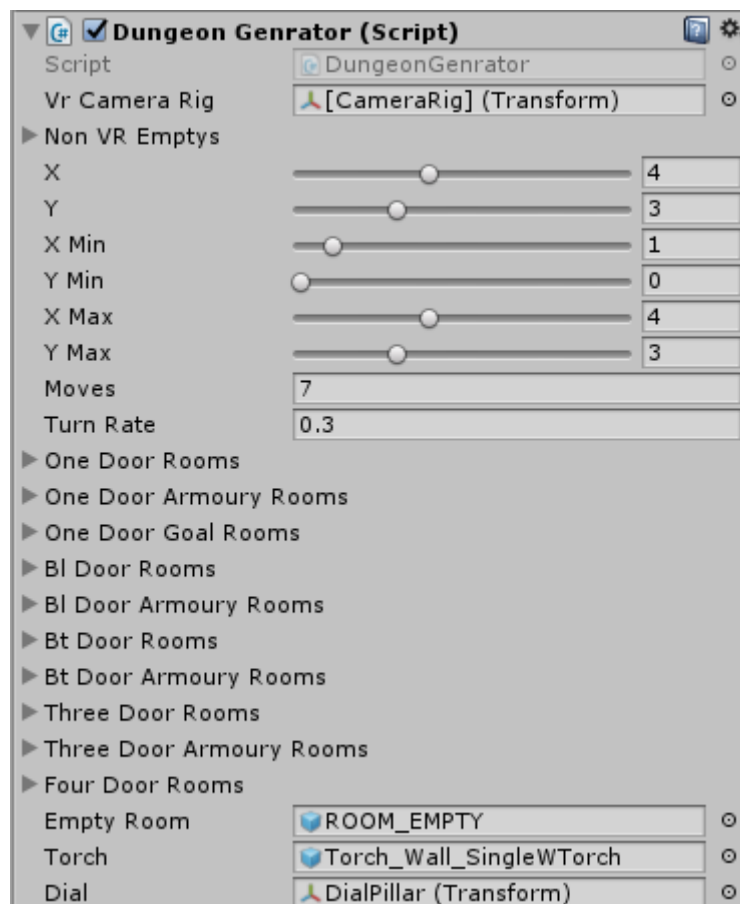 Dungeon Genrator (Script)
Script DungeonGenrator
Vr Camera Rig [CameraRig] (Transform)
Non VR Emptys
X 4
Y 3
X Min 1
Y Min 0
X Max 4
Y Max 3
Moves 7
Turn Rate 0.3
One Door Rooms
One Door Armoury Rooms
One Door Goal Rooms
Bl Door Rooms
Bl Door Armoury Rooms
Bt Door Rooms
Bt Door Armoury Rooms
Three Door Rooms
Three Door Armoury Rooms
Four Door Rooms
Empty Room ROOM_EMPTY
Torch Torch_Wall_SingleWTorch
Dial DialPillar (Transform)